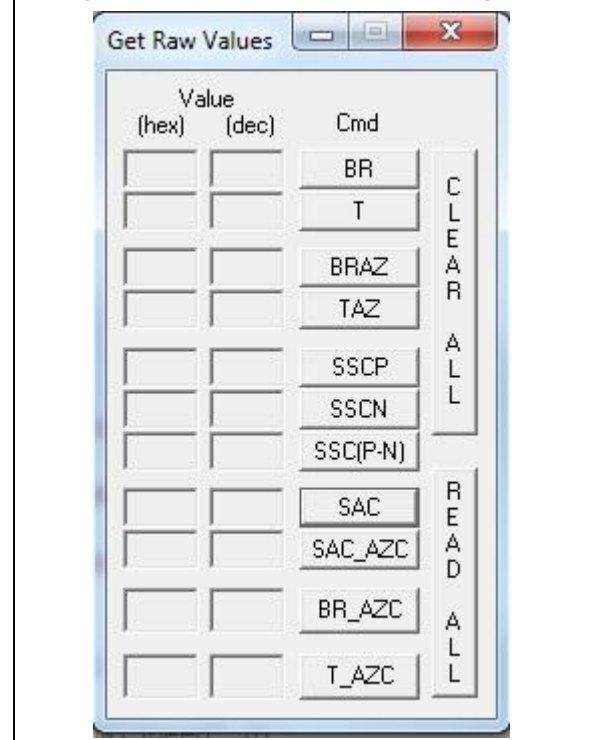 Get Raw Values
Value
(hex) (dec) Cmd
BR
T
BRAZ
TAZ
SSCP
SSCN
SSC(P-N)
SAC
SAC_AZC
BR_AZC
T_AZC
CLEAR ALL
READ ALL